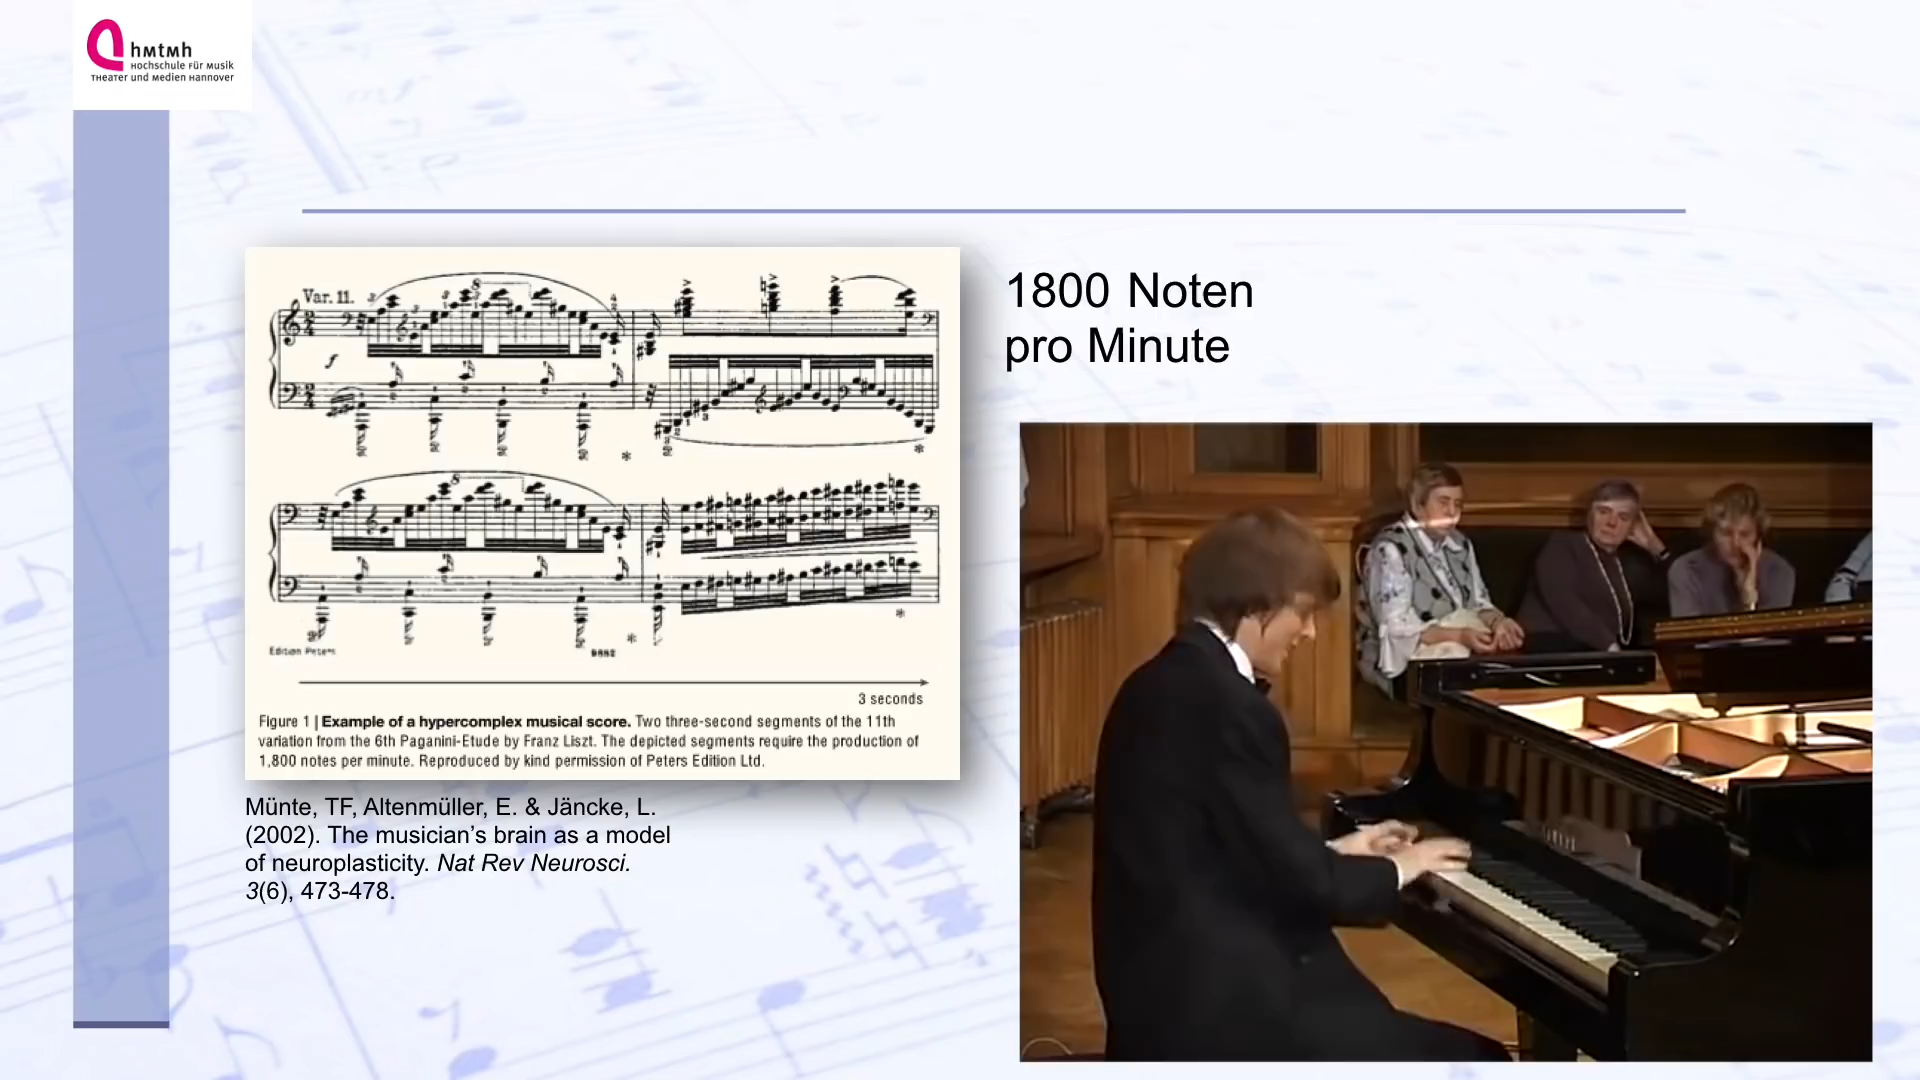 hmtmh
Hochschule für Musik
Theater und Medien Hannover
Var. 11.
f
Edition Peters
9882
3 seconds
Figure 1 | Example of a hypercomplex musical score. Two three-second segments of the 11th
variation from the 6th Paganini-Etude by Franz Liszt. The depicted segments require the production of
1,800 notes per minute. Reproduced by kind permission of Peters Edition Ltd.
Münte, TF, Altenmüller, E. & Jäncke, L.
(2002). The musician’s brain as a model
of neuroplasticity. Nat Rev Neurosci.
3(6), 473-478.
1800 Noten
pro Minute